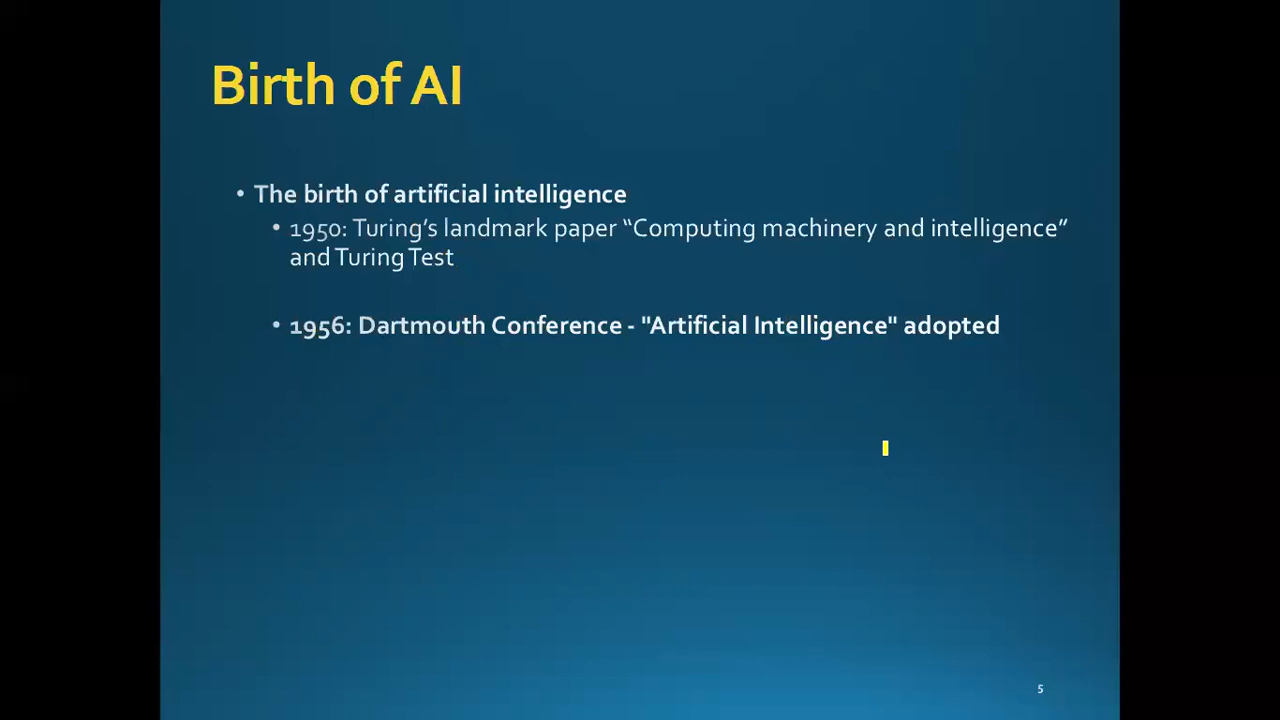 Birth of AI
• The birth of artificial intelligence
• 1950: Turing’s landmark paper “Computing machinery and intelligence”
and Turing Test
• 1956: Dartmouth Conference - "Artificial Intelligence" adopted
5